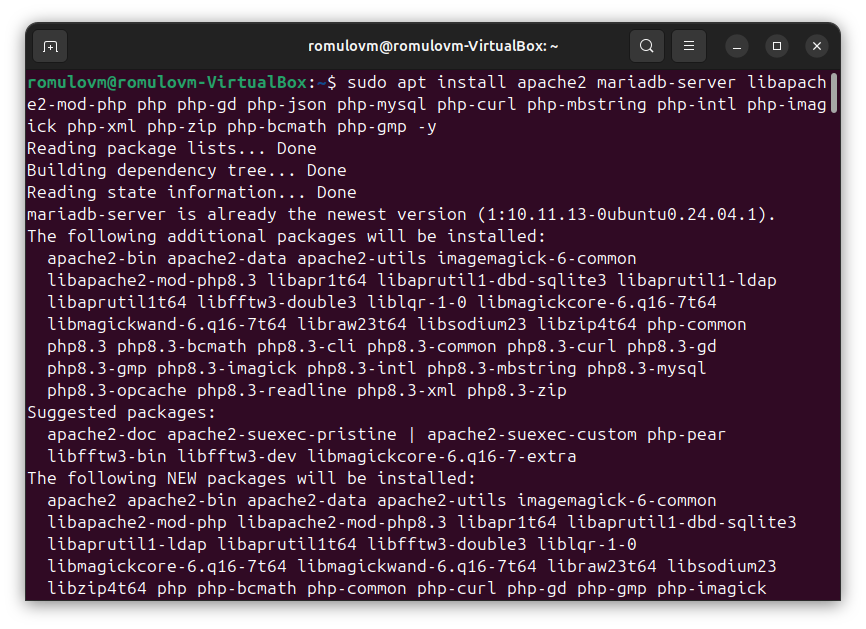 romulovm@romulovm-VirtualBox: ~
romulovm@romulovm-VirtualBox:~$ sudo apt install apache2 mariadb-server libapach
e2-mod-php php php-gd php-json php-mysql php-curl php-mbstring php-intl php-imag
ick php-xml php-zip php-bcmath php-gmp -y
Reading package lists... Done
Building dependency tree... Done
Reading state information... Done
mariadb-server is already the newest version (1:10.11.13-0ubuntu0.24.04.1).
The following additional packages will be installed:
  apache2-bin apache2-data apache2-utils imagemagick-6-common
  libapache2-mod-php8.3 libapr1t64 libaprutil1-dbd-sqlite3 libaprutil1-ldap
  libaprutil1t64 libfftw3-double3 liblqr-1-0 libmagickcore-6.q16-7t64
  libmagickwand-6.q16-7t64 libraw23t64 libsodium23 libzip4t64 php-common
  php8.3 php8.3-bcmath php8.3-cli php8.3-common php8.3-curl php8.3-gd
  php8.3-gmp php8.3-imagick php8.3-intl php8.3-mbstring php8.3-mysql
  php8.3-opcache php8.3-readline php8.3-xml php8.3-zip
Suggested packages:
  apache2-doc apache2-suexec-pristine | apache2-suexec-custom php-pear
  libfftw3-bin libfftw3-dev libmagickcore-6.q16-7-extra
The following NEW packages will be installed:
  apache2 apache2-bin apache2-data apache2-utils imagemagick-6-common
  libapache2-mod-php libapache2-mod-php8.3 libapr1t64 libaprutil1-dbd-sqlite3
  libaprutil1-ldap libaprutil1t64 libfftw3-double3 liblqr-1-0
  libmagickcore-6.q16-7t64 libmagickwand-6.q16-7t64 libraw23t64 libsodium23
  libzip4t64 php php-bcmath php-common php-curl php-gd php-gmp php-imagick